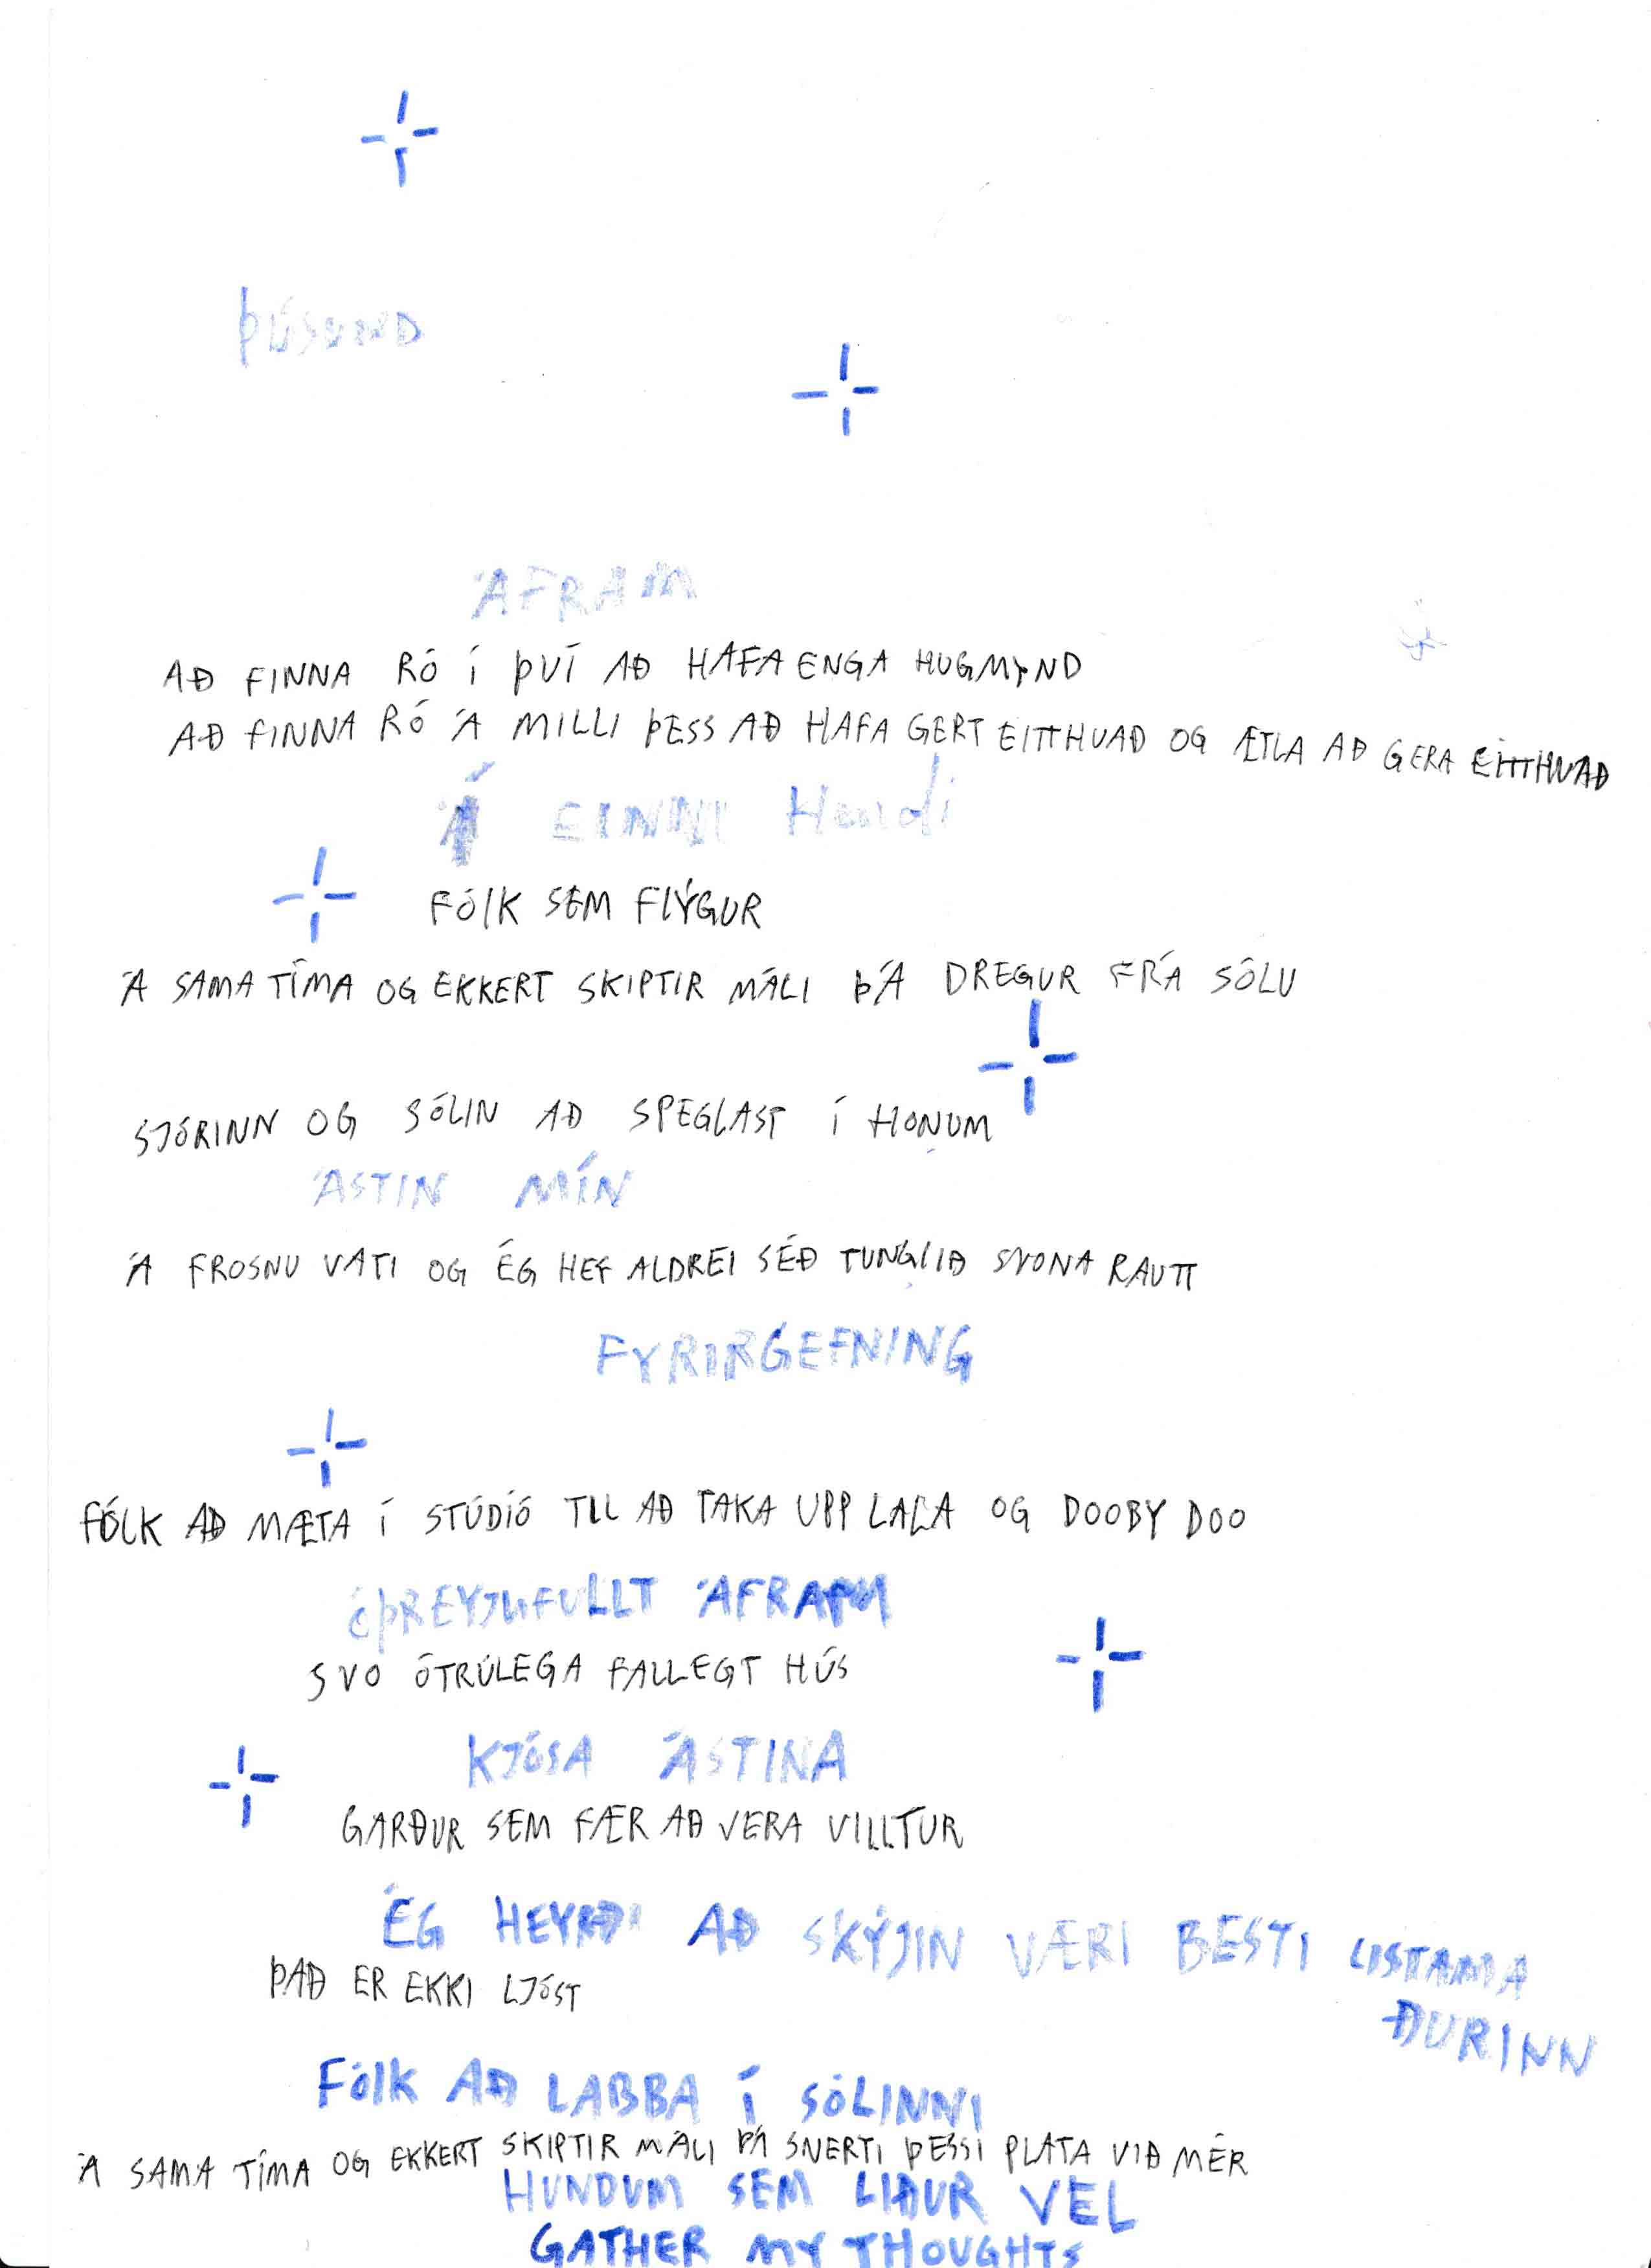 ÞÚSUND
ÁFRAM
AÐ FINNA RÓ Í ÞVÍ AÐ HAFA ENGA HUGMYND
AÐ FINNA RÓ Á MILLI ÞESS AÐ HAFA GERT EITTHVAÐ OG ÆTLA AÐ GERA EITTHVAÐ
Á EINNI Hendi
FÓLK SEM FLÝGUR
Á SAMA TÍMA OG EKKERT SKIPTIR MÁLI ÞÁ DREGUR FRÁ SÓLU
SJÓRINN OG SÓLIN AÐ SPEGLAST Í HONUM
ÁSTIN MÍN
Á FROSNU VATI OG ÉG HEF ALDREI SÉÐ TUNGLIÐ SVONA RAUTT
FYRIRGEFNING
FÓLK AÐ MÆTA Í STÚDÍÓ TIL AÐ TAKA UPP LALA OG DOOBY DOO
ÓÞREYJUFULLT ÁFRAM
SVO ÓTRÚLEGA FALLEGT HÚS
KJÓSA ÁSTINA
GARÐUR SEM FÆR AÐ VERA VILLTUR
ÉG HEYRÐI AÐ SKÝJIN VÆRI BESTI LISTAMA
ÐURINN
ÞAÐ ER EKKI LJÓST
FÓLK AÐ LABBA Í SÓLINNI
Á SAMA TÍMA OG EKKERT SKIPTIR MÁLI ÞÁ SNERTI ÞESSI PLATA VIÐ MÉR
HUNDUM SEM LIÐUR VEL
GATHER MY THOUGHTS